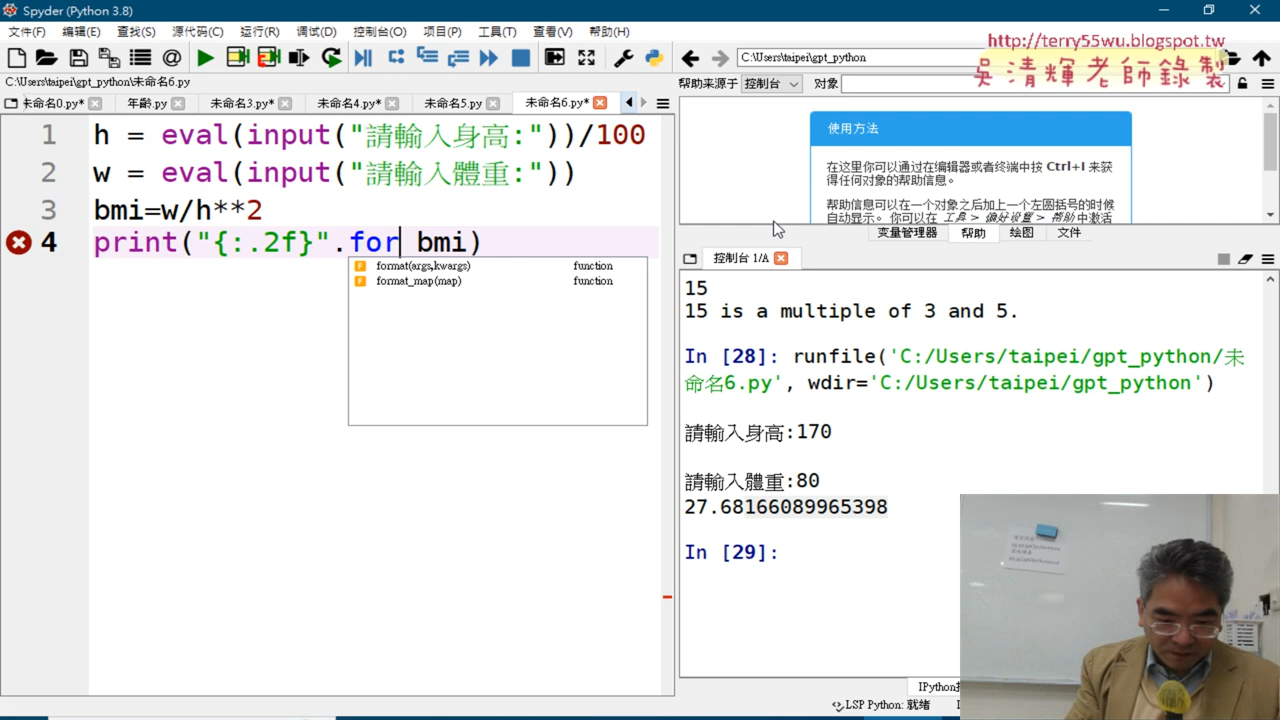 Spyder (Python 3.8)
文件(F) 编辑(E) 查找(S) 源代码(C) 运行(R) 调试(D) 控制台(O) 项目(P) 工具(T) 查看(V) 帮助(H)
C:\Users\taipei\gpt_python
http://terry55wu.blogspot.tw
吳清輝老師錄製
C:\Users\taipei\gpt_python\未命名6.py
帮助来源于 控制台 对象
未命名0.py* 年齡.py 未命名3.py* 未命名4.py* 未命名5.py 未命名6.py*
1 h = eval(input("請輸入身高:"))/100
2 w = eval(input("請輸入體重:"))
3 bmi=w/h**2
4 print("{:.2f}".for bmi)
format(args,kwargs) function
format_map(map) function
使用方法
在这里你可以通过在编辑器或者终端中按 Ctrl+I 来获
得任何对象的帮助信息。
帮助信息可以在一个对象之后加上一个左圆括号的时候
自动显示。 你可以在 工具 > 偏好设置 > 帮助 中激活
变量管理器 帮助 绘图 文件
控制台 1/A
15
15 is a multiple of 3 and 5.
In [28]: runfile('C:/Users/taipei/gpt_python/未
命名6.py', wdir='C:/Users/taipei/gpt_python')
請輸入身高:170
請輸入體重:80
27.68166089965398
In [29]:
LSP Python: 就绪